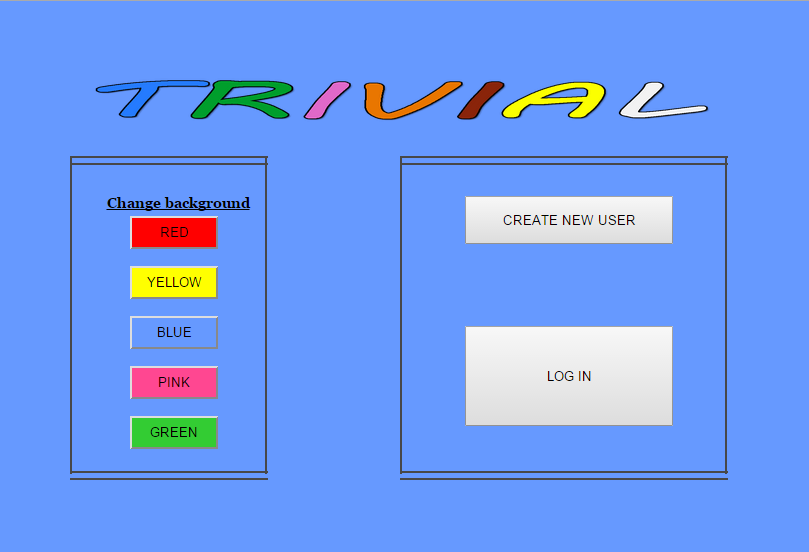 TRIVIAL
Change background
RED
YELLOW
BLUE
PINK
GREEN
CREATE NEW USER
LOG IN